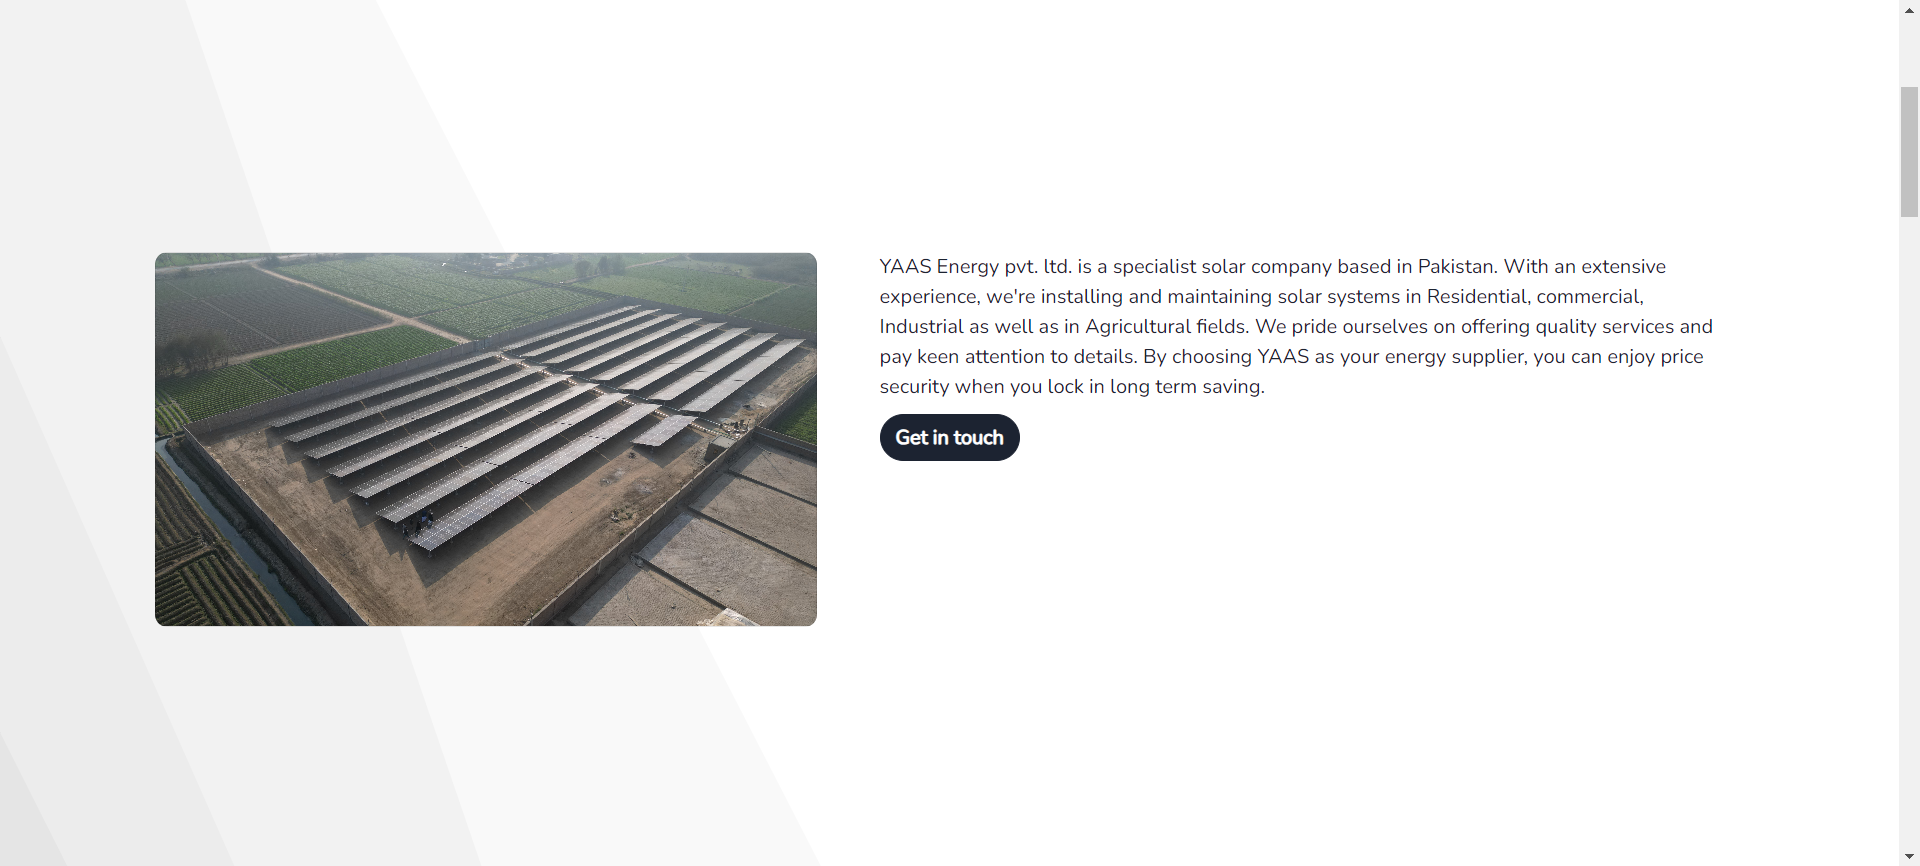 YAAS Energy pvt. ltd. is a specialist solar company based in Pakistan. With an extensive
experience, we're installing and maintaining solar systems in Residential, commercial,
Industrial as well as in Agricultural fields. We pride ourselves on offering quality services and
pay keen attention to details. By choosing YAAS as your energy supplier, you can enjoy price
security when you lock in long term saving.
Get in touch